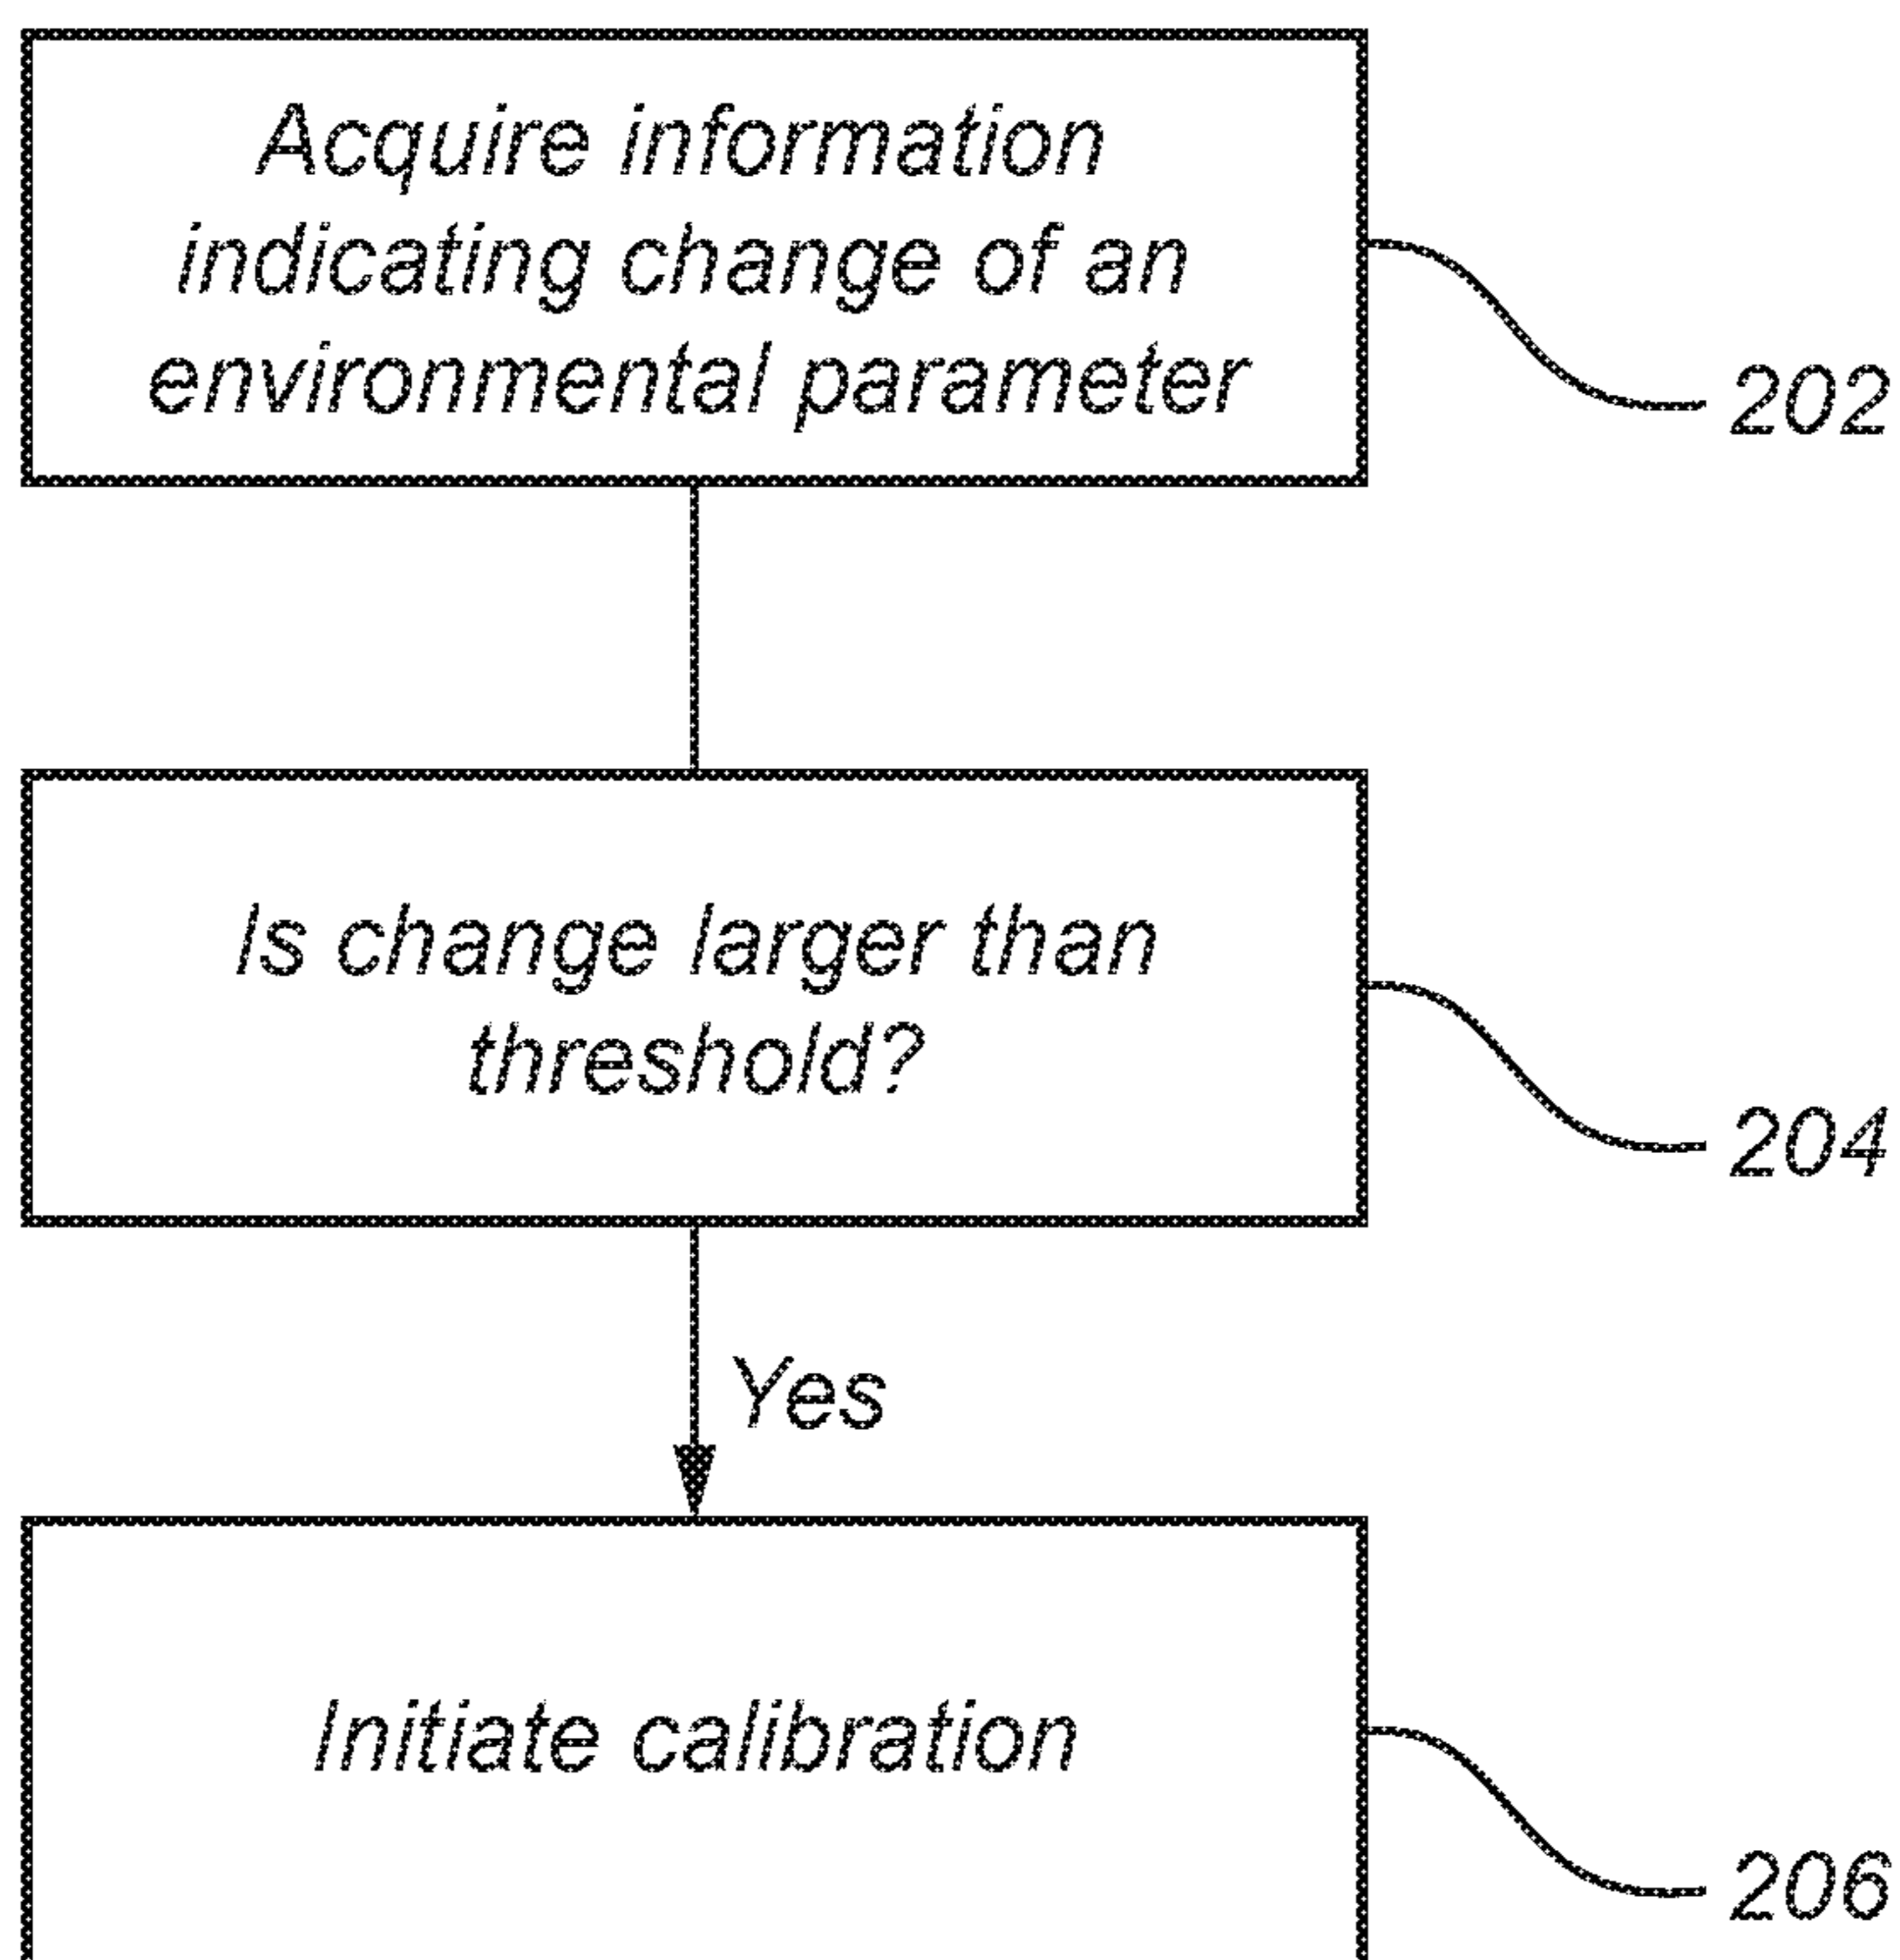 Acquire information
indicating change of an
environmental parameter
202
Is change larger than
threshold?
204
Yes
Initiate calibration
206